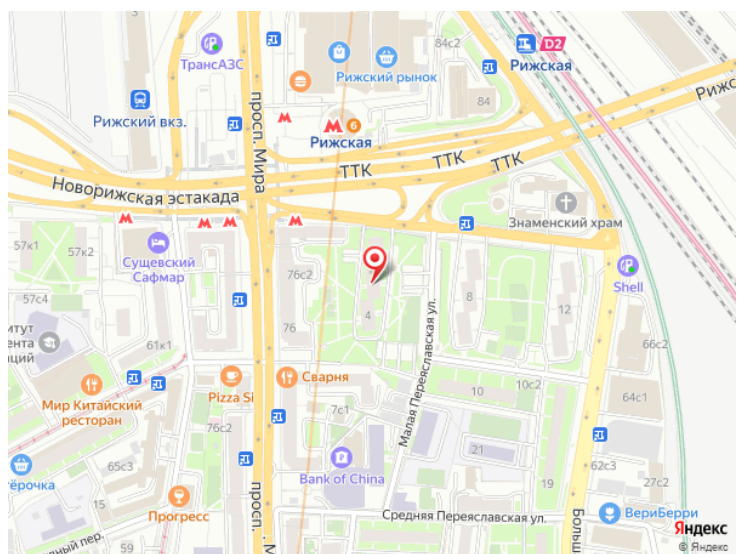 84с2
D2
ТрансАЗС
Рижский рынок
Рижская
84
Рижский вкз.
просп. Мира
6
Рижская
ТТК
ТТК
ТТК
Новорижская эстакада
Знаменский храм
57к1
57к2
Сущевский
Сафмар
76с2
57с4
8
12
Shell
4
76
66с2
61к1
Малая Переяславская ул.
Мир Китайский
ресторан
Pizza Si
Сварня
10
10с2
64с1
76с2
7с1
21
65с3
Bank of China
62с3
27с2
15
Прогресс
просп.
ВериБерри
Средняя Переяславская ул.
59
Яндекс
© Яндекс